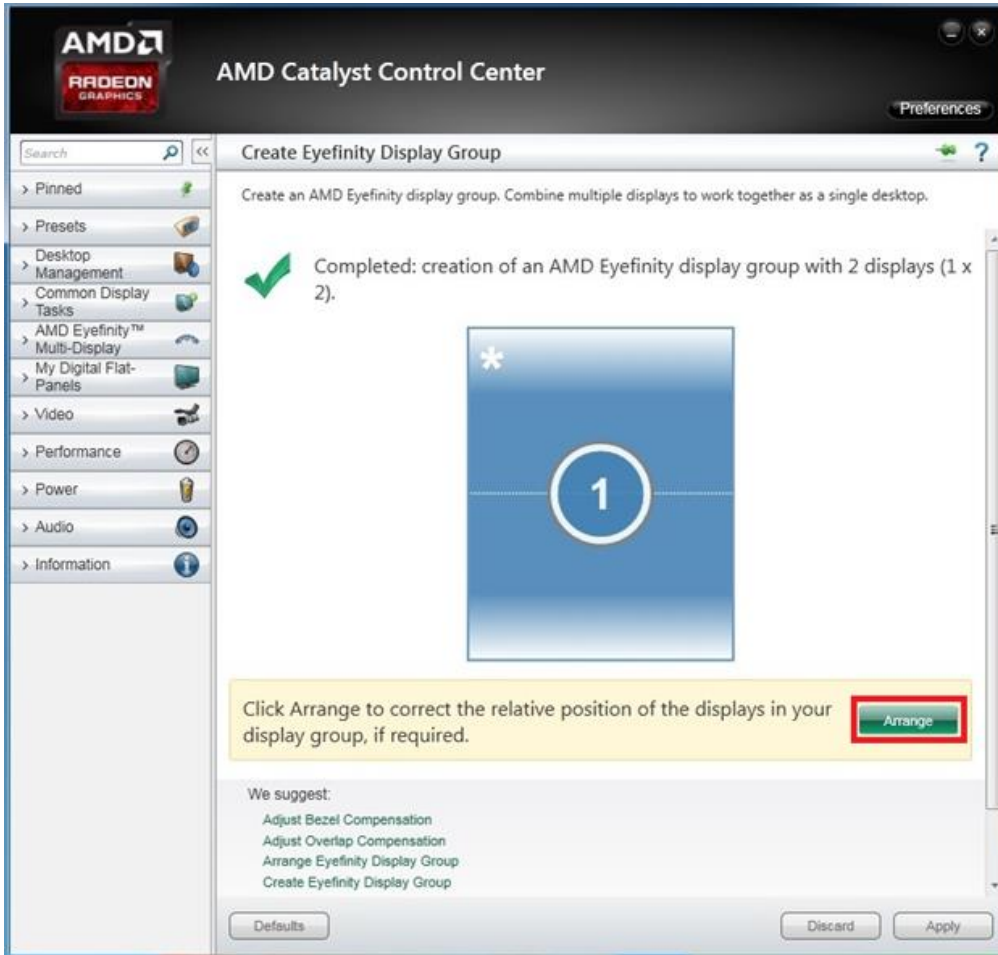 AMD
RADEON
GRAPHICS
AMD Catalyst Control Center
Preferences
Search
<<
Create Eyefinity Display Group
?
> Pinned
> Presets
> Desktop
Management
> Common Display
Tasks
> AMD Eyefinity™
Multi-Display
> My Digital Flat-
Panels
> Video
> Performance
> Power
> Audio
> Information
Create an AMD Eyefinity display group. Combine multiple displays to work together as a single desktop.
Completed: creation of an AMD Eyefinity display group with 2 displays (1 x
2).
*
1
Click Arrange to correct the relative position of the displays in your
display group, if required.
Arrange
We suggest:
Adjust Bezel Compensation
Adjust Overlap Compensation
Arrange Eyefinity Display Group
Create Eyefinity Display Group
Defaults
Discard
Apply